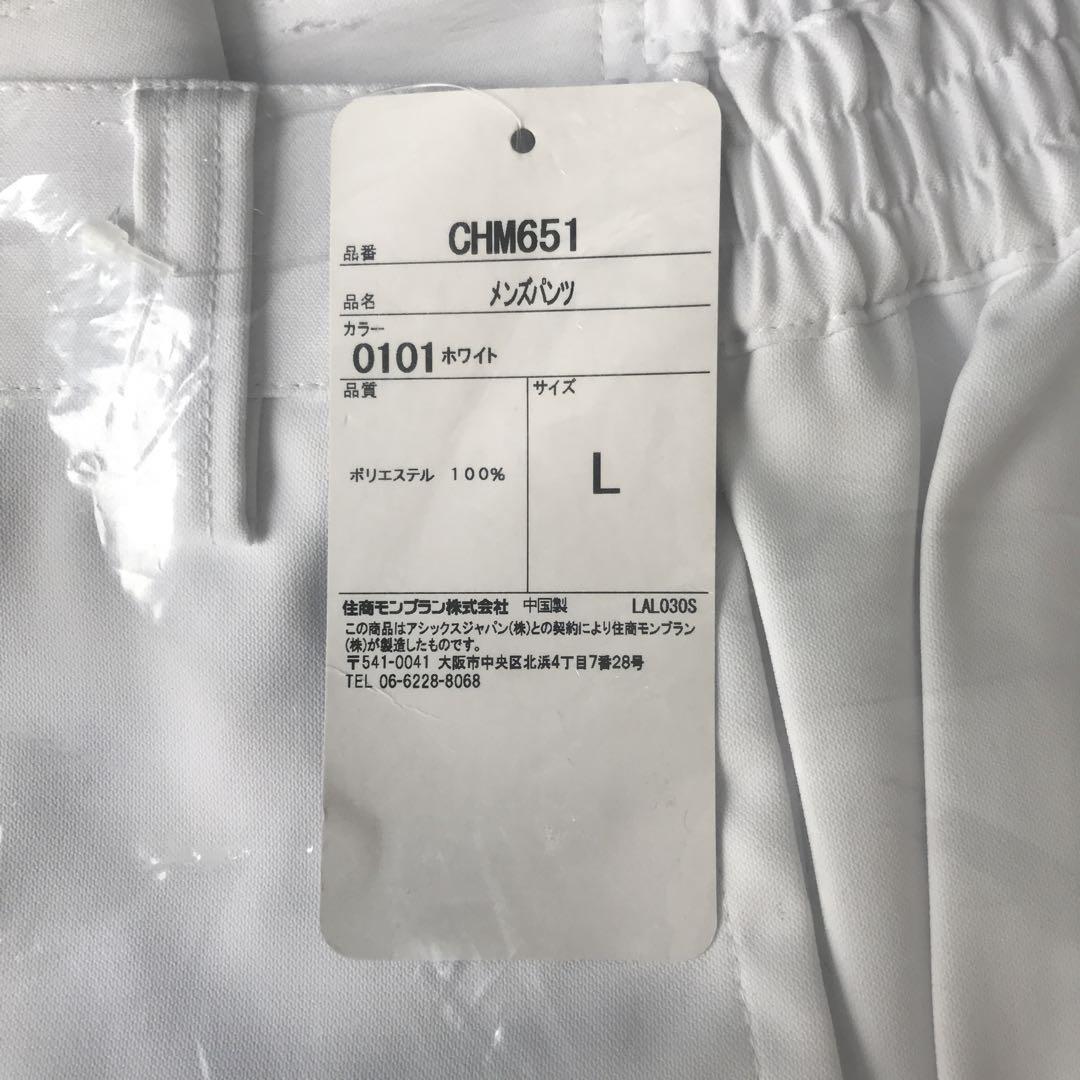 品番 CHM651
品名 メンズパンツ
カラー
0101 ホワイト
品質 サイズ
ポリエステル 100% L
住商モンブラン株式会社 中国製 LAL030S
この商品はアシックスジャパン(株)との契約により住商モンブラン
(株)が製造したものです。
〒541-0041 大阪市中央区北浜4丁目7番28号
TEL 06-6228-8068